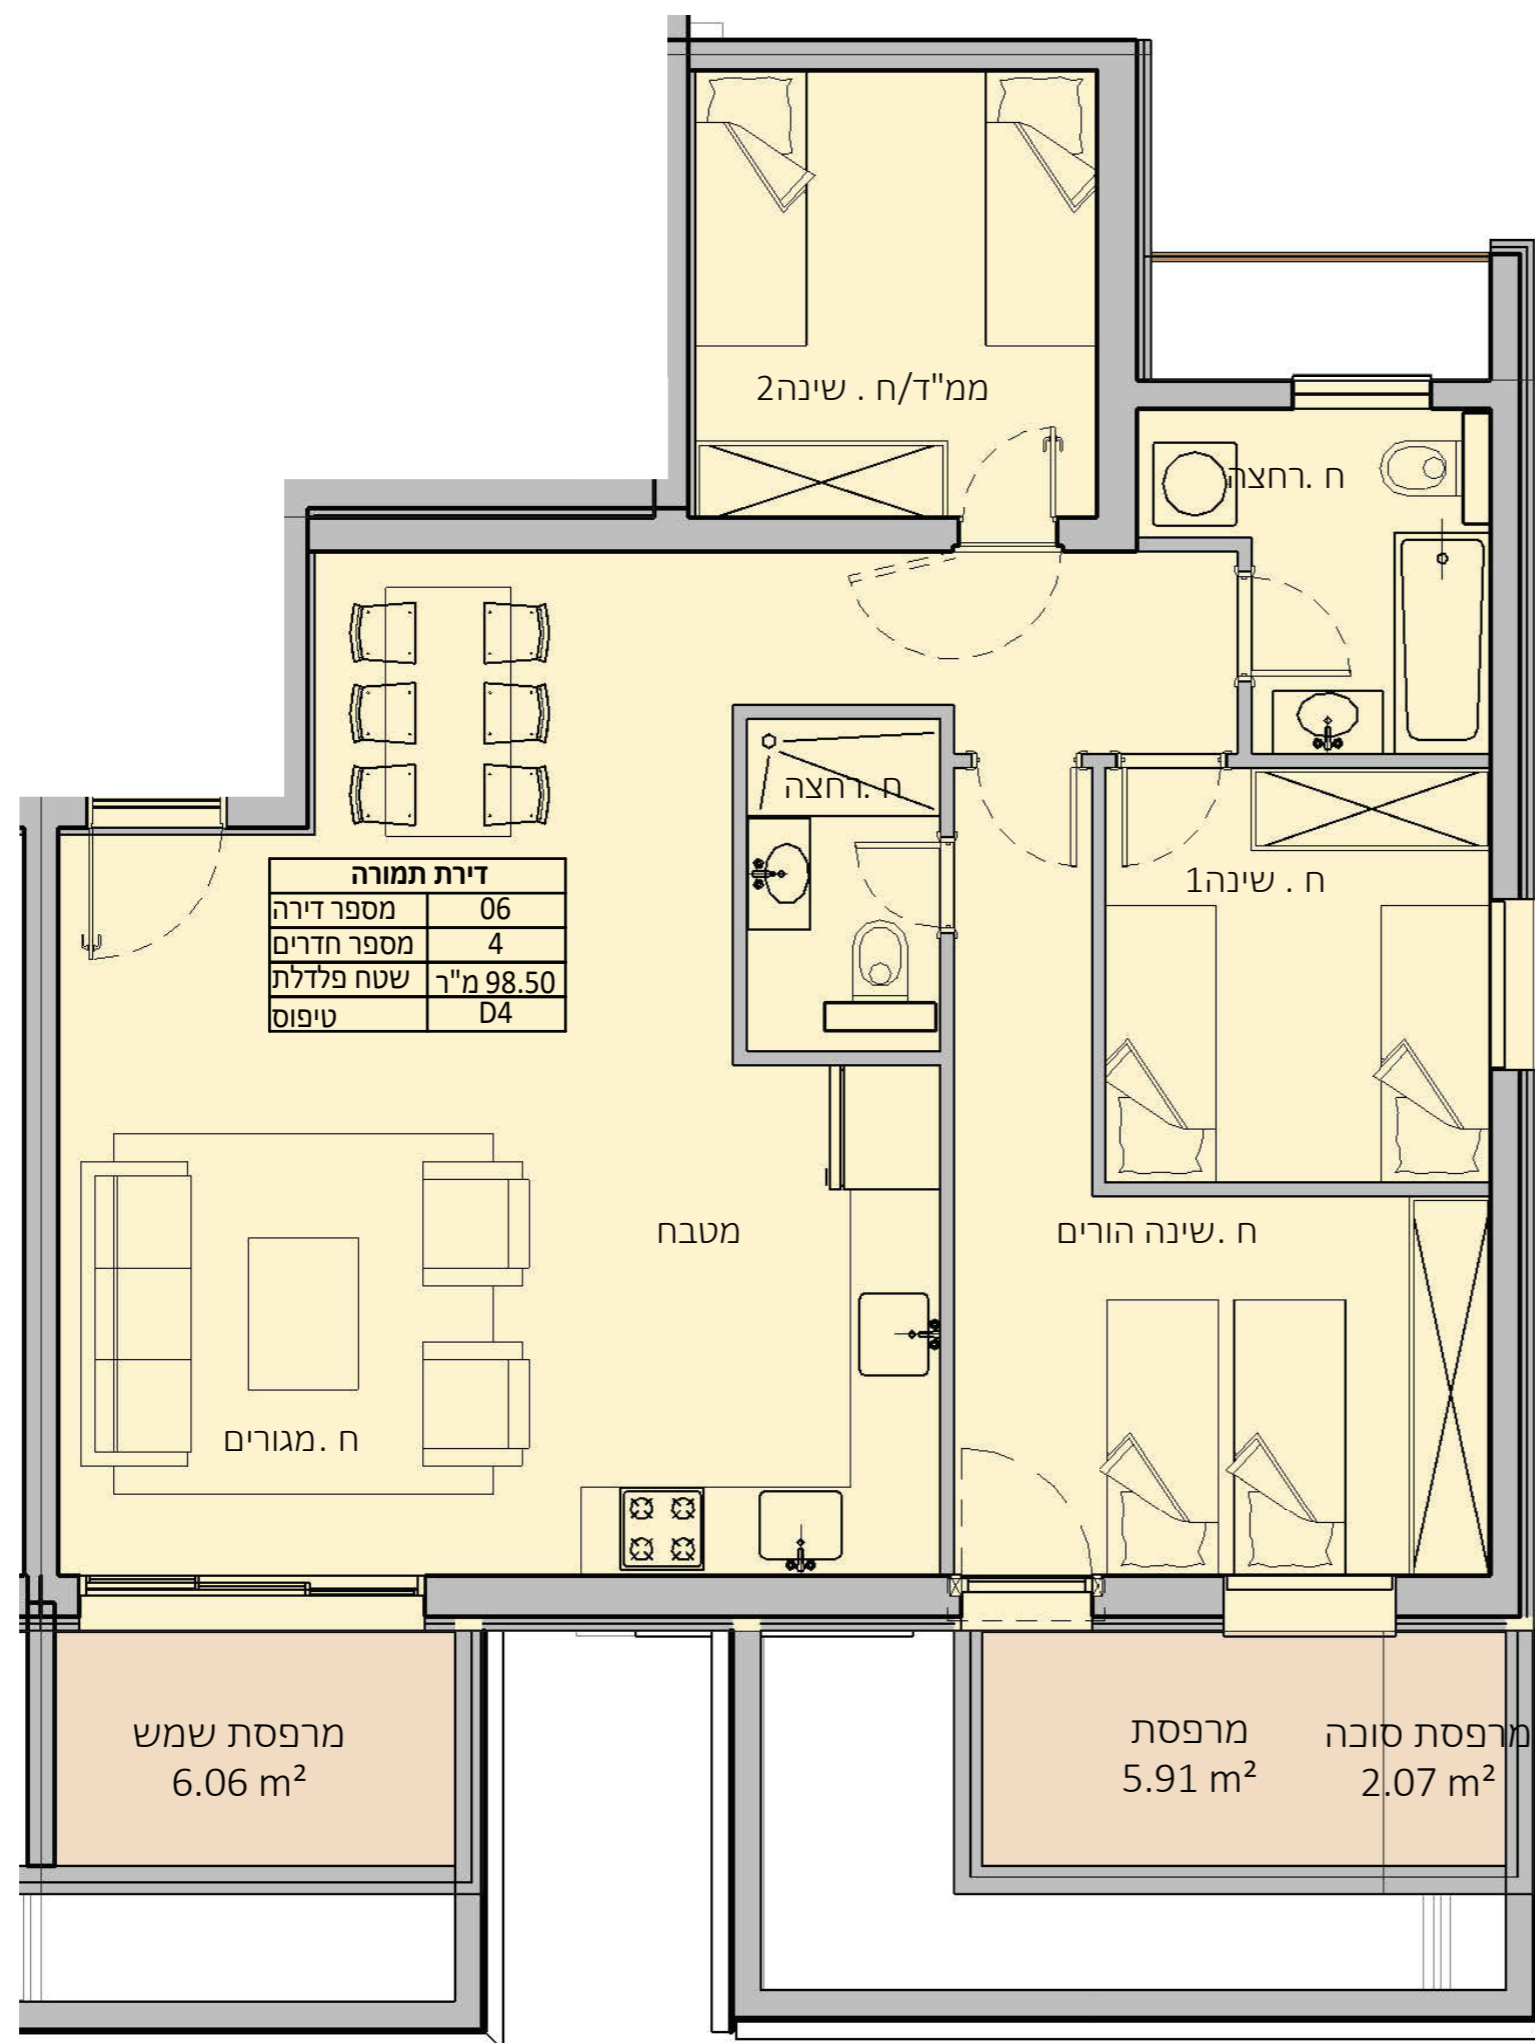 ממ"ד/ח . שינה2
ח .רחצה
ח .רחצה
ח . שינה1
דירת תמורה
מספר דירה 06
מספר חדרים 4
שטח פלדלת 98.50 מ"ר
טיפוס D4
מטבח
ח .שינה הורים
ח .מגורים
מרפסת סוכה
2.07 m²
מרפסת
5.91 m²
מרפסת שמש
6.06 m²